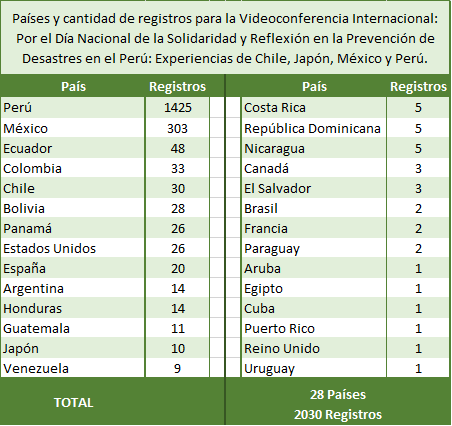 Países y cantidad de registros para la Videoconferencia Internacional:
Por el Día Nacional de la Solidaridad y Reflexión en la Prevención de
Desastres en el Perú: Experiencias de Chile, Japón, México y Perú.
País Registros País Registros
Perú 1425 Costa Rica 5
México 303 República Dominicana 5
Ecuador 48 Nicaragua 5
Colombia 33 Canadá 3
Chile 30 El Salvador 3
Bolivia 28 Brasil 2
Panamá 26 Francia 2
Estados Unidos 26 Paraguay 2
España 20 Aruba 1
Argentina 14 Egipto 1
Honduras 14 Cuba 1
Guatemala 11 Puerto Rico 1
Japón 10 Reino Unido 1
Venezuela 9 Uruguay 1
TOTAL
28 Países
2030 Registros